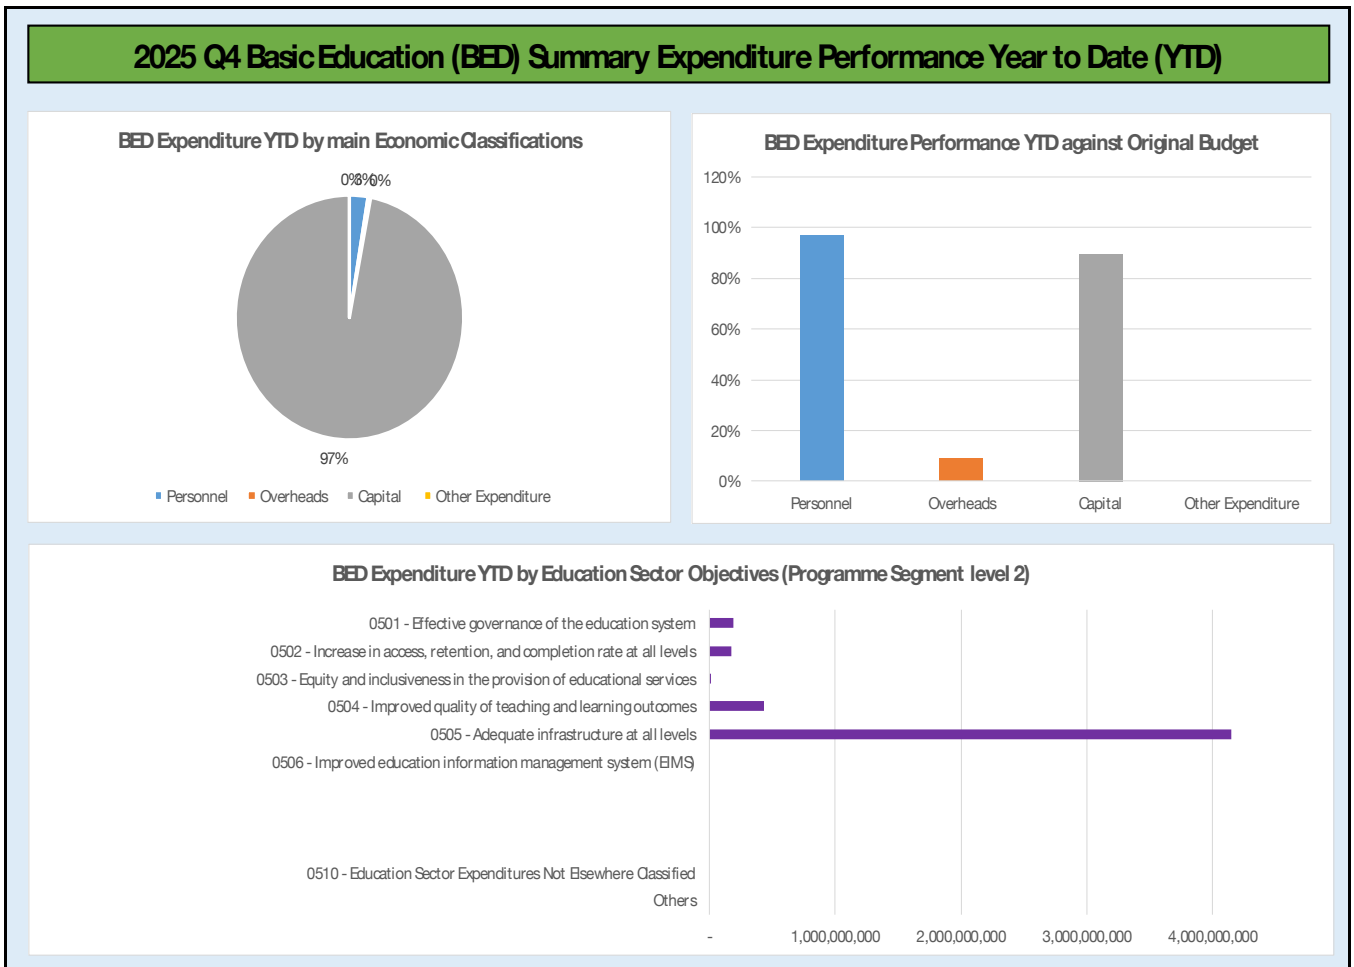 2025 Q4 Basic Education (BED) Summary Expenditure Performance Year to Date (YTD)
BED Expenditure YTD by main Economic Classifications
0% 3% 0%
97%
Personnel Overheads Capital Other Expenditure
BED Expenditure Performance YTD against Original Budget
120%
100%
80%
60%
40%
20%
0%
Personnel Overheads Capital Other Expenditure
BED Expenditure YTD by Education Sector Objectives (Programme Segment level 2)
0501 - Effective governance of the education system
0502 - Increase in access, retention, and completion rate at all levels
0503 - Equity and inclusiveness in the provision of educational services
0504 - Improved quality of teaching and learning outcomes
0505 - Adequate infrastructure at all levels
0506 - Improved education information management system (EIMS)
0510 - Education Sector Expenditures Not Elsewhere Classified
Others
- 1,000,000,000 2,000,000,000 3,000,000,000 4,000,000,000